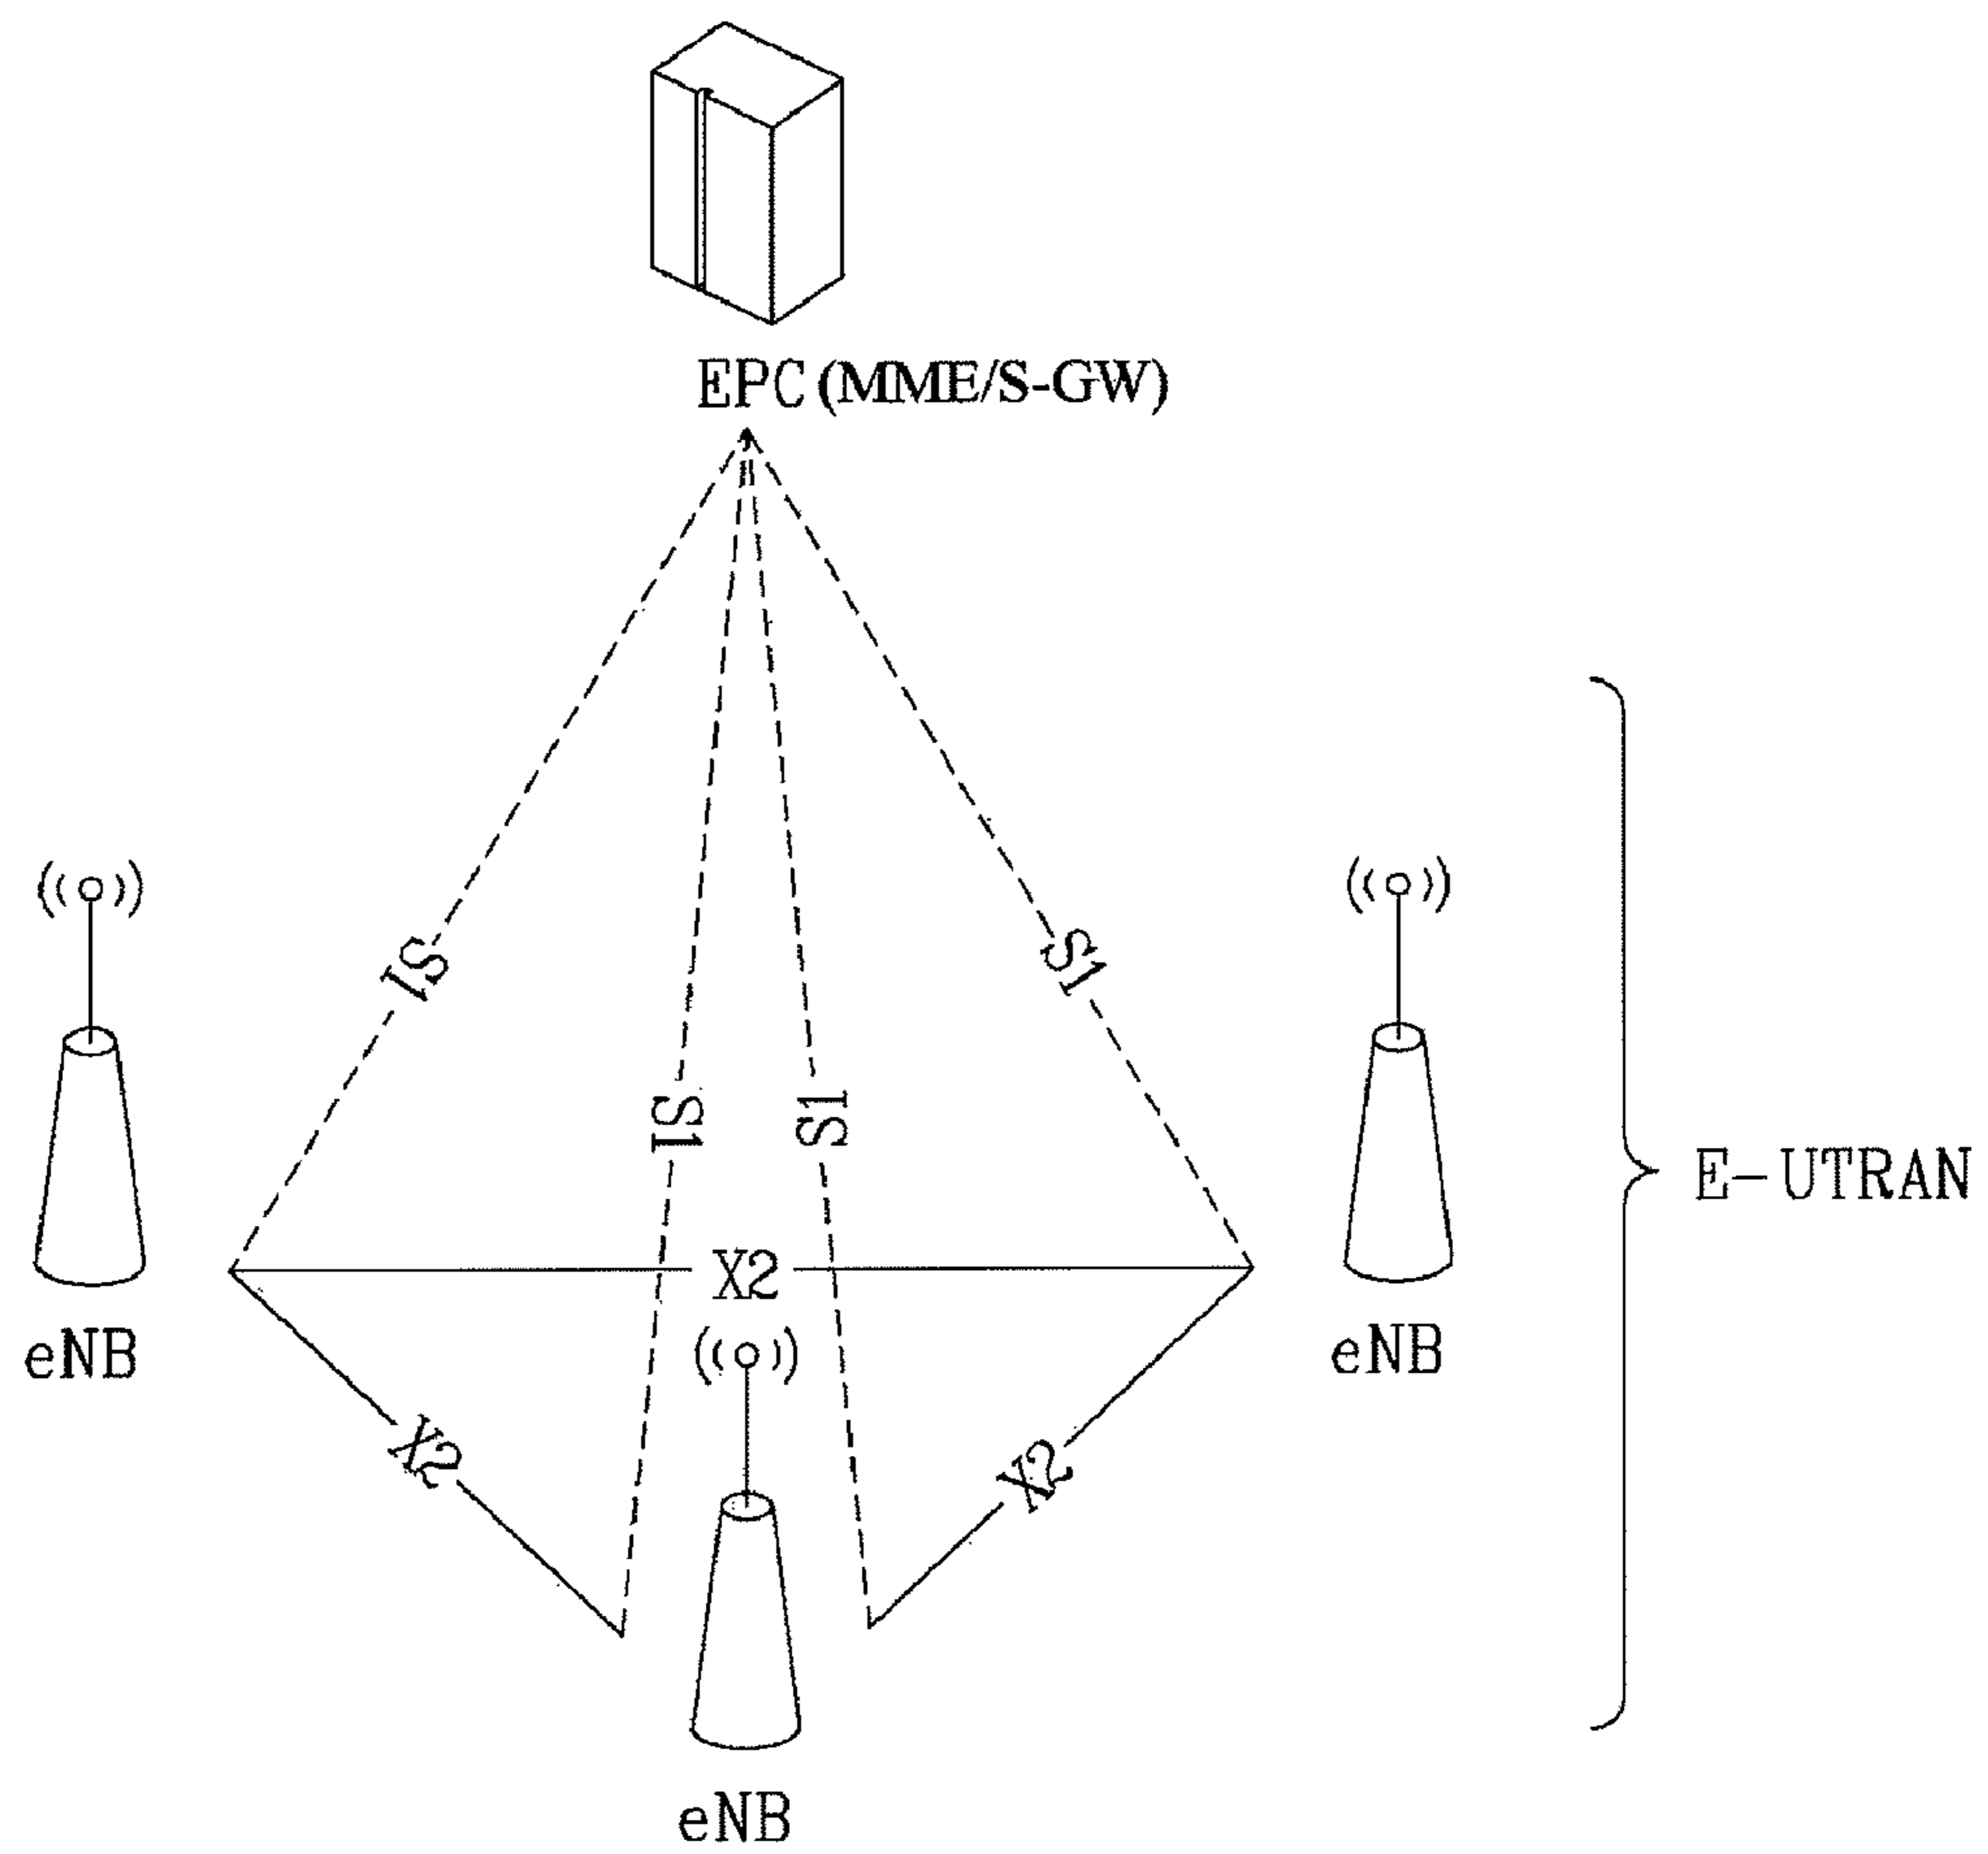 EPC(MME/S-GW)
S1
S1
S1
S1
E-UTRAN
X2
eNB
eNB
X2
X2
eNB